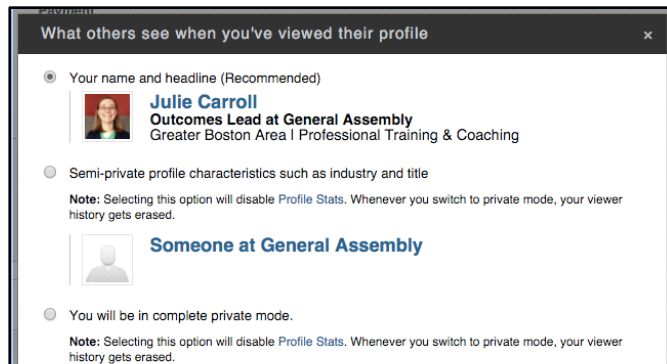 Payment
What others see when you've viewed their profile ×
Your name and headline (Recommended)
Julie Carroll
Outcomes Lead at General Assembly
Greater Boston Area I Professional Training & Coaching
Semi-private profile characteristics such as industry and title
Note: Selecting this option will disable Profile Stats. Whenever you switch to private mode, your viewer
history gets erased.
Someone at General Assembly
You will be in complete private mode.
Note: Selecting this option will disable Profile Stats. Whenever you switch to private mode, your viewer
history gets erased.